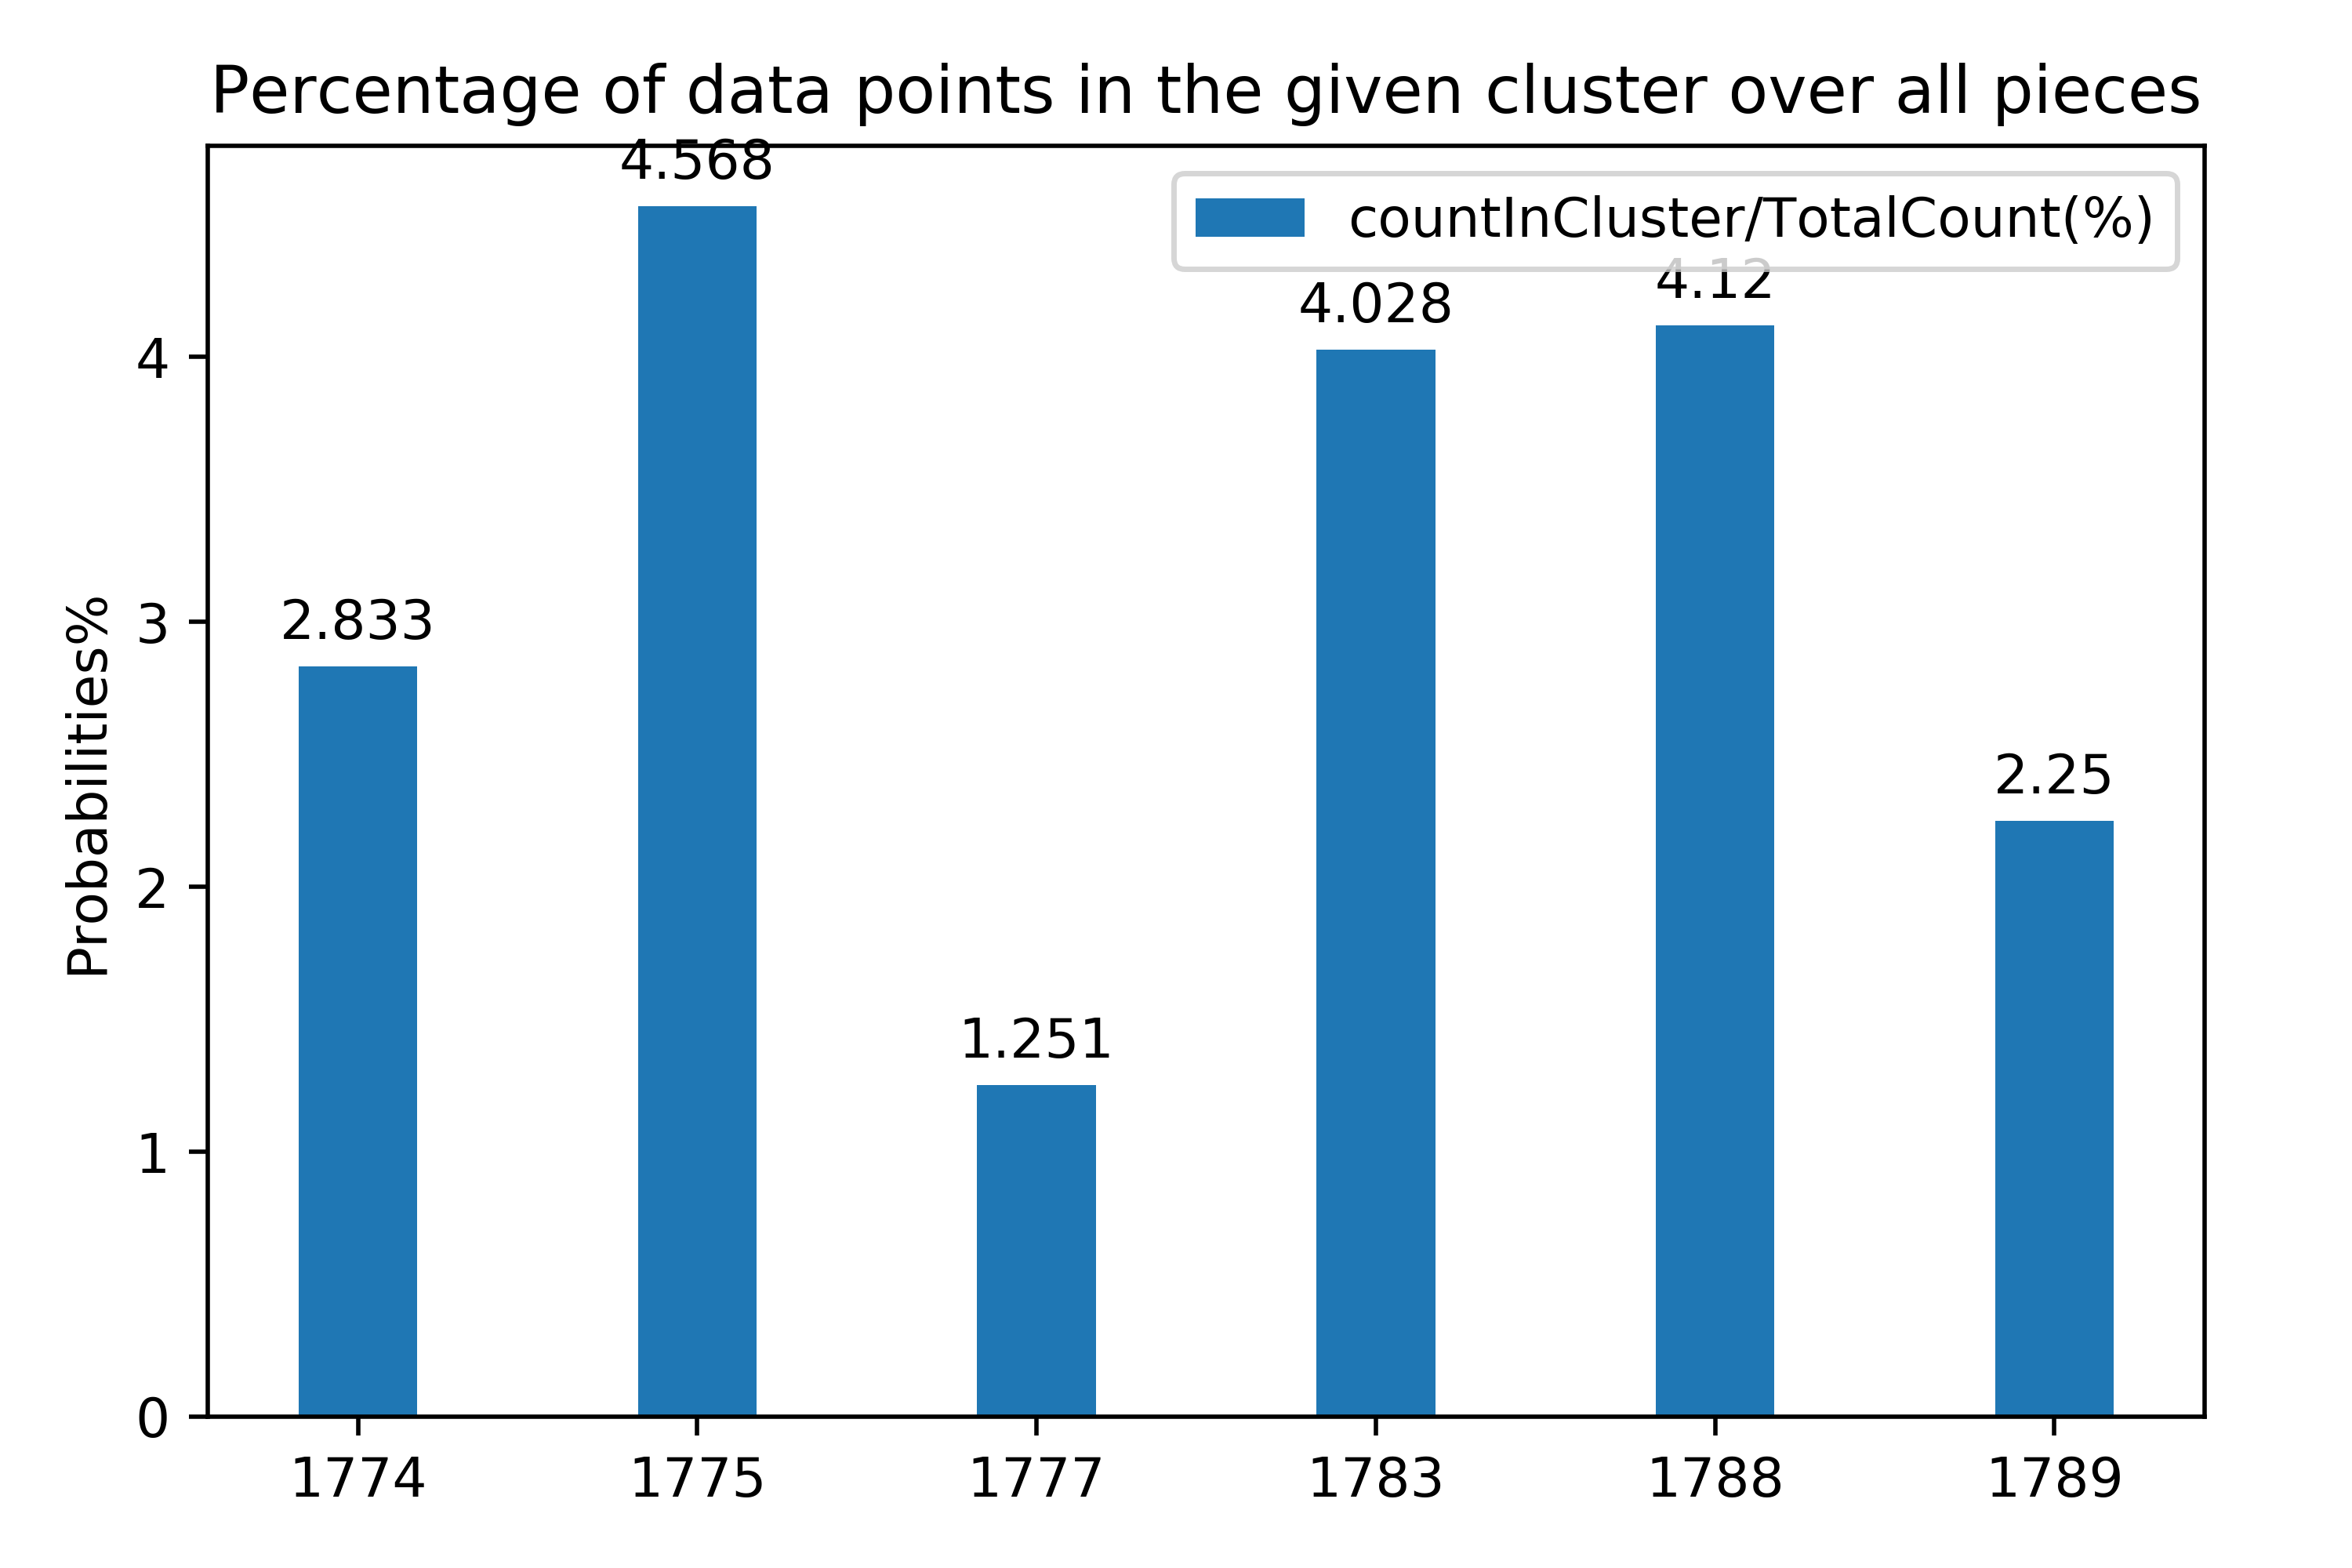 Percentage of data points in the given cluster over all pieces
countInCluster/TotalCount(%)
4.568
4.12
4.028
2.833
2.25
1.251
Probabilities%
4
3
2
1
0
1774 1775 1777 1783 1788 1789